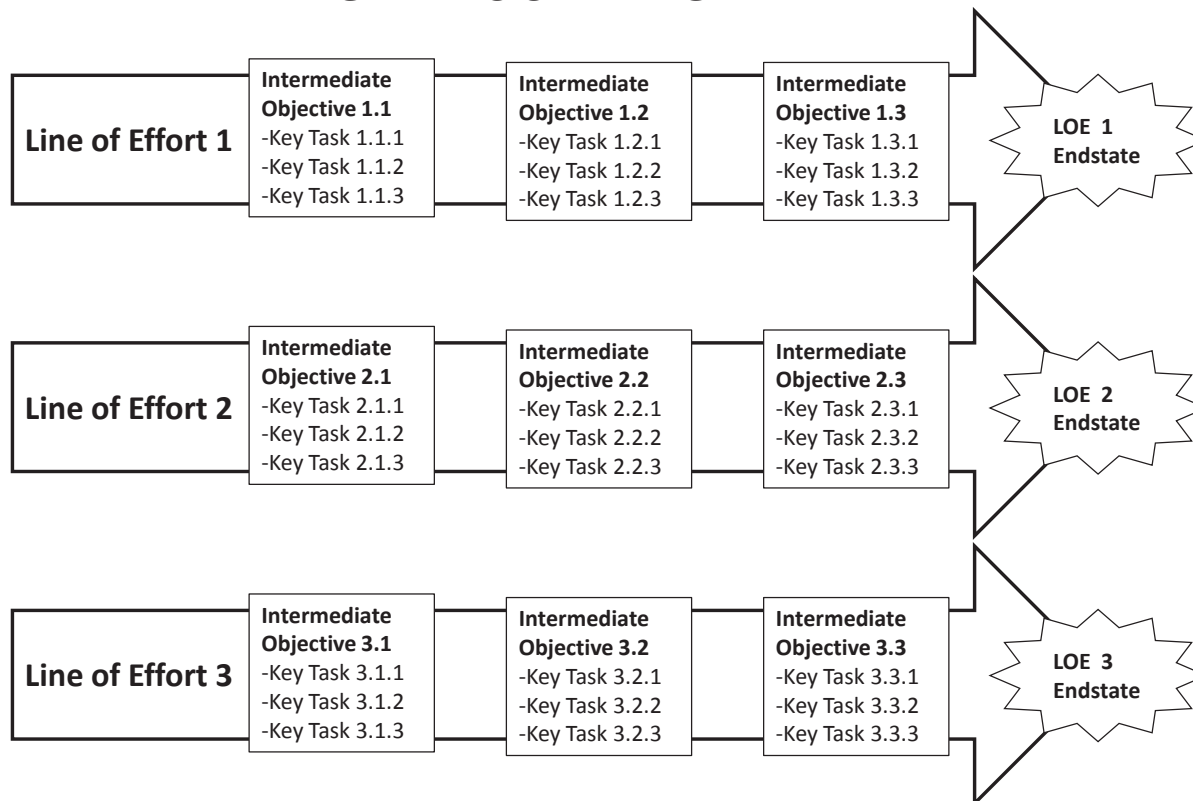 Line of Effort 1
Intermediate
Objective 1.1
-Key Task 1.1.1
-Key Task 1.1.2
-Key Task 1.1.3
Intermediate
Objective 1.2
-Key Task 1.2.1
-Key Task 1.2.2
-Key Task 1.2.3
Intermediate
Objective 1.3
-Key Task 1.3.1
-Key Task 1.3.2
-Key Task 1.3.3
LOE 1
Endstate
Line of Effort 2
Intermediate
Objective 2.1
-Key Task 2.1.1
-Key Task 2.1.2
-Key Task 2.1.3
Intermediate
Objective 2.2
-Key Task 2.2.1
-Key Task 2.2.2
-Key Task 2.2.3
Intermediate
Objective 2.3
-Key Task 2.3.1
-Key Task 2.3.2
-Key Task 2.3.3
LOE 2
Endstate
Line of Effort 3
Intermediate
Objective 3.1
-Key Task 3.1.1
-Key Task 3.1.2
-Key Task 3.1.3
Intermediate
Objective 3.2
-Key Task 3.2.1
-Key Task 3.2.2
-Key Task 3.2.3
Intermediate
Objective 3.3
-Key Task 3.3.1
-Key Task 3.3.2
-Key Task 3.3.3
LOE 3
Endstate